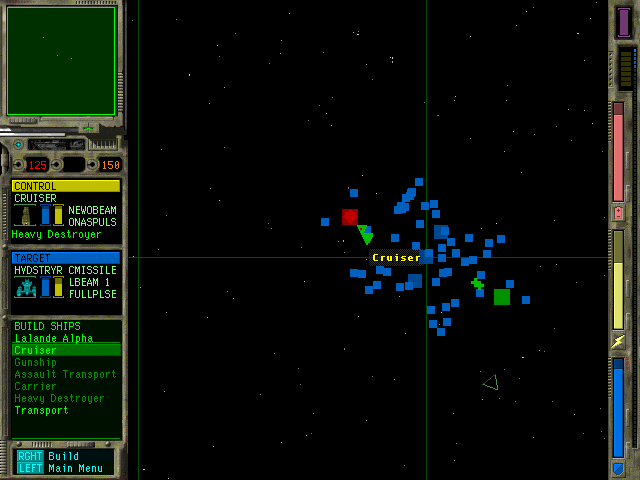 125 150
CONTROL
CRUISER
NEWOBEAM
ONASPULS
Heavy Destroyer
TARGET
HVDSTRYR CMISSILE
LBEAM 1
FULLPLSE
BUILD SHIPS
Lalande Alpha
Cruiser
Gunship
Assault Transport
Carrier
Heavy Destroyer
Transport
RGHT Build
LEFT Main Menu
Cruiser